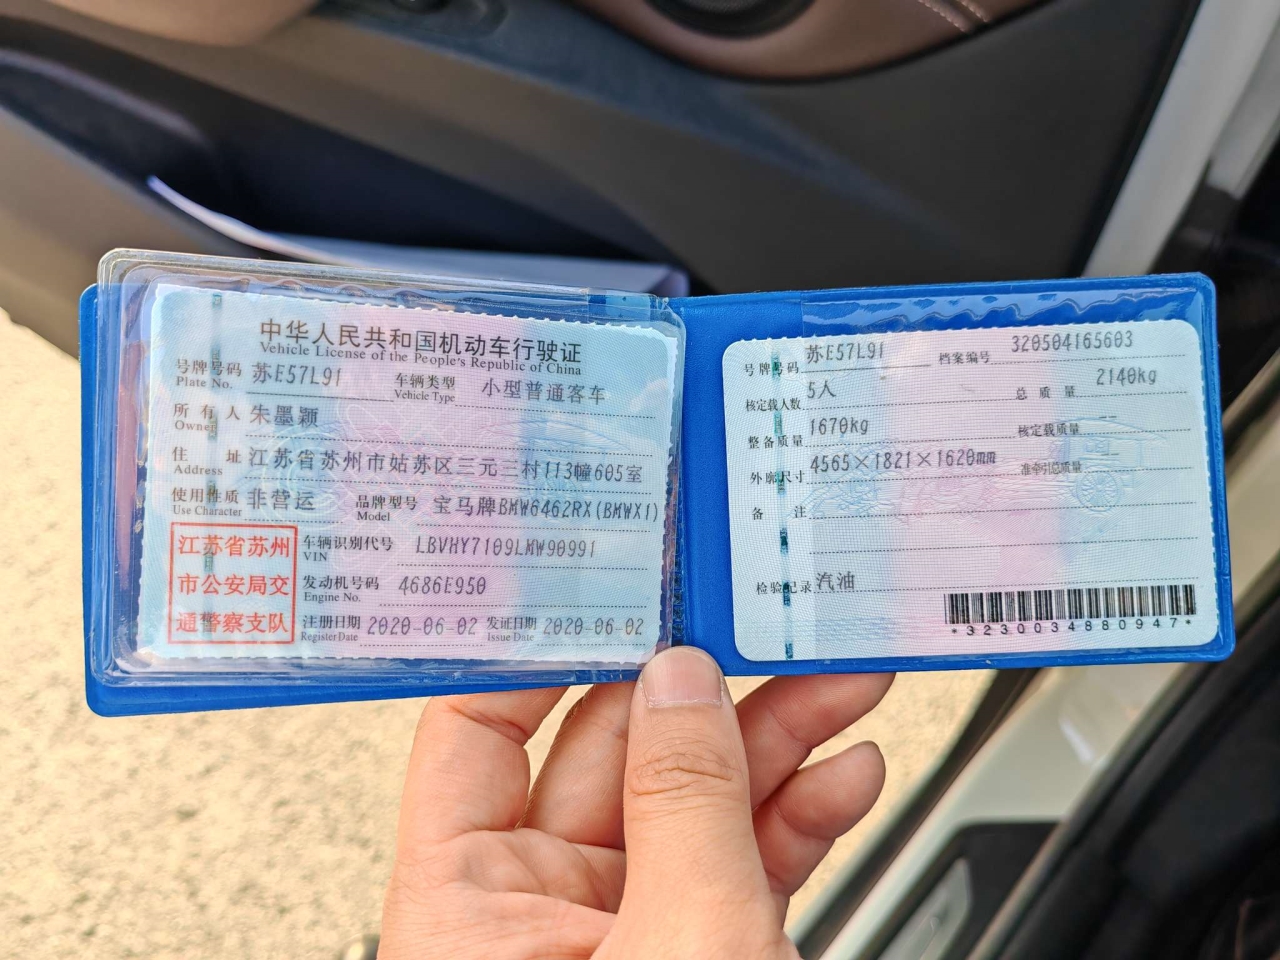 中华人民共和国机动车行驶证
Vehicle License of the People's Republic of China
号牌号码 苏E57L91 车辆类型 小型普通客车
Plate No. Vehicle Type
所有人 朱墨颖
Owner
住址 江苏省苏州市姑苏区三元三村113幢605室
Address
使用性质 非营运 品牌型号 宝马牌BMW6462RX(BMWX1)
Use Character Model
江苏省苏州
市公安局交
通警察支队
车辆识别代号 LBVHY7109LMW90991
VIN
发动机号码 4686E950
Engine No.
注册日期 2020-06-02 发证日期 2020-06-02
Register Date Issue Date
号牌号码 苏E57L91 档案编号 320504165603
核定载人数 5人 总质量 2140kg
整备质量 1670kg 核定载质量 --
外廓尺寸 4565×1821×1620mm 准牵引总质量 --
备注
检验记录 汽油
*3230034880947*